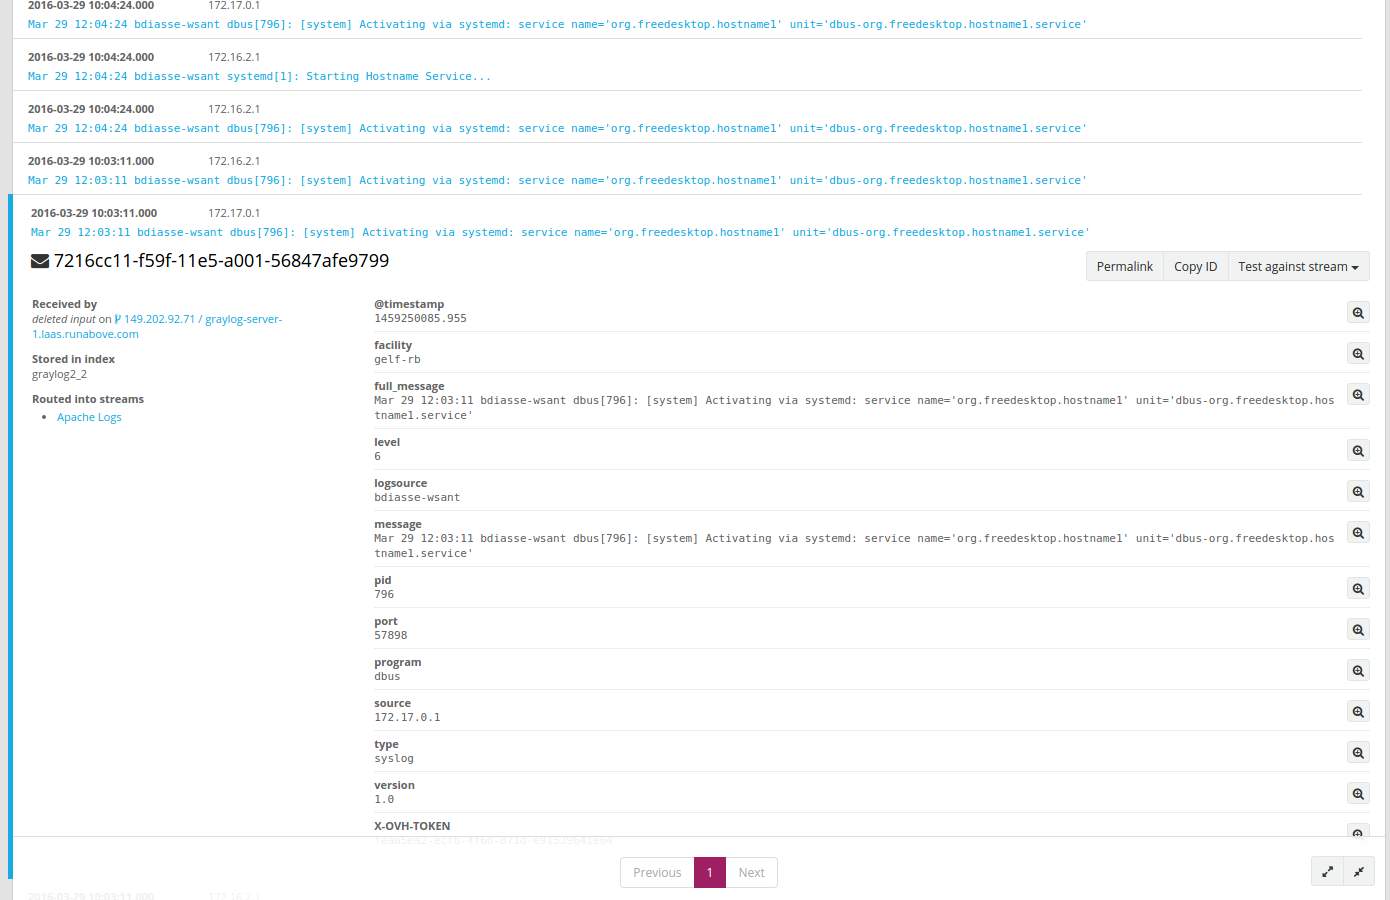 2016-03-29 10:04:24.000 172.17.0.1
Mar 29 12:04:24 bdiasse-wsant dbus[796]: [system] Activating via systemd: service name='org.freedesktop.hostname1' unit='dbus-org.freedesktop.hostname1.service'
2016-03-29 10:04:24.000 172.16.2.1
Mar 29 12:04:24 bdiasse-wsant systemd[1]: Starting Hostname Service...
2016-03-29 10:04:24.000 172.16.2.1
Mar 29 12:04:24 bdiasse-wsant dbus[796]: [system] Activating via systemd: service name='org.freedesktop.hostname1' unit='dbus-org.freedesktop.hostname1.service'
2016-03-29 10:03:11.000 172.16.2.1
Mar 29 12:03:11 bdiasse-wsant dbus[796]: [system] Activating via systemd: service name='org.freedesktop.hostname1' unit='dbus-org.freedesktop.hostname1.service'
2016-03-29 10:03:11.000 172.17.0.1
Mar 29 12:03:11 bdiasse-wsant dbus[796]: [system] Activating via systemd: service name='org.freedesktop.hostname1' unit='dbus-org.freedesktop.hostname1.service'
7216cc11-f59f-11e5-a001-56847afe9799
Permalink Copy ID Test against stream
Received by
deleted input on 149.202.92.71 / graylog-server-
1.laas.runabove.com
Stored in index
graylog2_2
Routed into streams
Apache Logs
@timestamp
1459250085.955
facility
gelf-rb
full_message
Mar 29 12:03:11 bdiasse-wsant dbus[796]: [system] Activating via systemd: service name='org.freedesktop.hostname1' unit='dbus-org.freedesktop.hos
tname1.service'
level
6
logsource
bdiasse-wsant
message
Mar 29 12:03:11 bdiasse-wsant dbus[796]: [system] Activating via systemd: service name='org.freedesktop.hostname1' unit='dbus-org.freedesktop.hos
tname1.service'
pid
796
port
57898
program
dbus
source
172.17.0.1
type
syslog
version
1.0
X-OVH-TOKEN
Previous 1 Next
2016-03-29 10:03:11.000 172.16.2.1